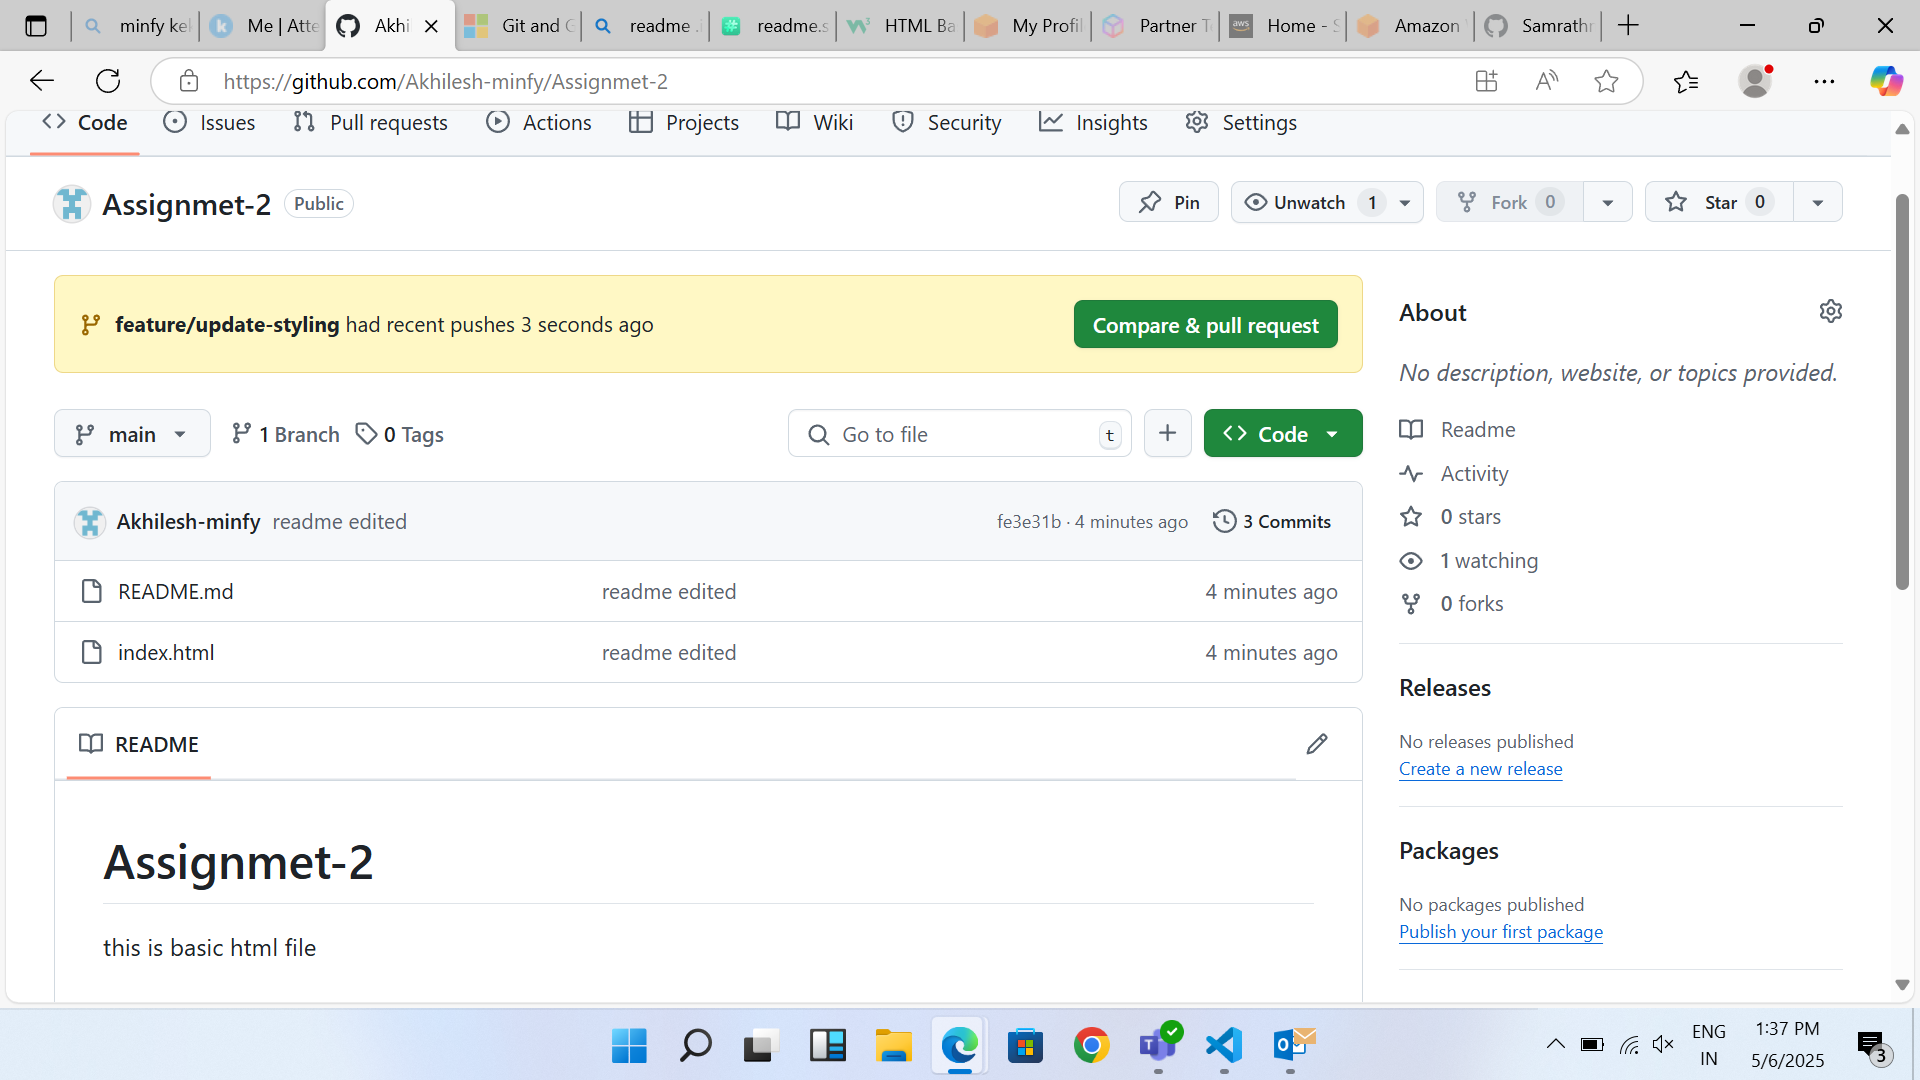 minfy kek
Me | Atte
Akhi
Git and G
readme .i
readme.s
HTML Ba
My Profil
Partner T
Home - S
Amazon
Samrathr
https://github.com/Akhilesh-minfy/Assignmet-2
Code
Issues
Pull requests
Actions
Projects
Wiki
Security
Insights
Settings
Assignmet-2 Public
Pin
Unwatch 1
Fork 0
Star 0
feature/update-styling had recent pushes 3 seconds ago
Compare & pull request
main
1 Branch
0 Tags
Go to file
t
Code
Akhilesh-minfy readme edited
fe3e31b · 4 minutes ago
3 Commits
README.md readme edited 4 minutes ago
index.html readme edited 4 minutes ago
README
Assignmet-2
this is basic html file
About
No description, website, or topics provided.
Readme
Activity
0 stars
1 watching
0 forks
Releases
No releases published
Create a new release
Packages
No packages published
Publish your first package
ENG
IN
1:37 PM
5/6/2025
3